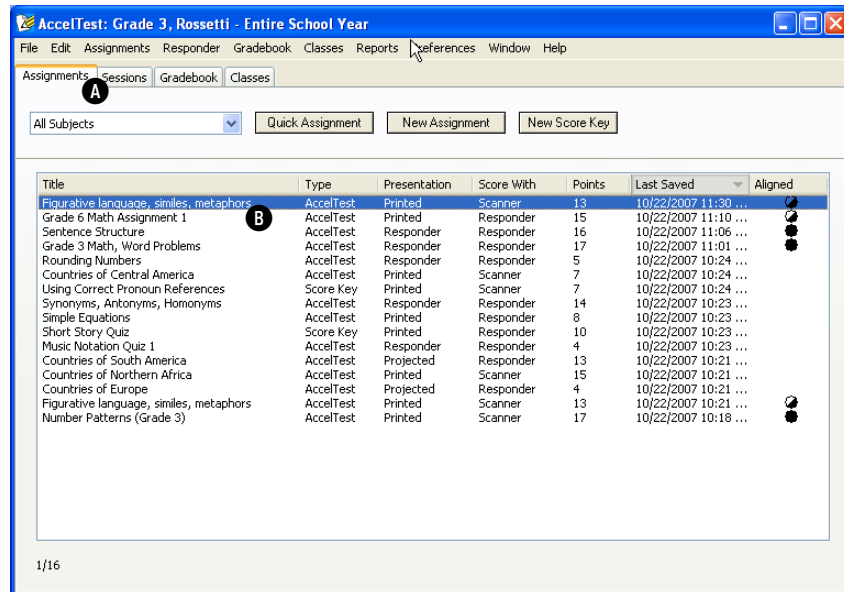 AccelTest: Grade 3, Rossetti - Entire School Year
File Edit Assignments Responder Gradebook Classes Reports Preferences Window Help
Assignments Sessions Gradebook Classes
A
All Subjects Quick Assignment New Assignment New Score Key
Title Type Presentation Score With Points Last Saved Aligned
Figurative language, similes, metaphors AccelTest Printed Scanner 13 10/22/2007 11:30 ...
B
Grade 6 Math Assignment 1 AccelTest Printed Responder 15 10/22/2007 11:10 ...
Sentence Structure AccelTest Responder Responder 16 10/22/2007 11:06 ...
Grade 3 Math, Word Problems AccelTest Responder Responder 17 10/22/2007 11:01 ...
Rounding Numbers AccelTest Responder Responder 5 10/22/2007 10:24 ...
Countries of Central America AccelTest Printed Scanner 7 10/22/2007 10:24 ...
Using Correct Pronoun References Score Key Printed Scanner 7 10/22/2007 10:24 ...
Synonyms, Antonyms, Homonyms AccelTest Responder Responder 14 10/22/2007 10:23 ...
Simple Equations AccelTest Printed Responder 8 10/22/2007 10:23 ...
Short Story Quiz Score Key Printed Responder 10 10/22/2007 10:23 ...
Music Notation Quiz 1 AccelTest Responder Responder 4 10/22/2007 10:23 ...
Countries of South America AccelTest Projected Responder 13 10/22/2007 10:21 ...
Countries of Northern Africa AccelTest Printed Scanner 15 10/22/2007 10:21 ...
Countries of Europe AccelTest Projected Responder 4 10/22/2007 10:21 ...
Figurative language, similes, metaphors AccelTest Printed Scanner 13 10/22/2007 10:21 ...
Number Patterns (Grade 3) AccelTest Printed Scanner 17 10/22/2007 10:18 ...
1/16